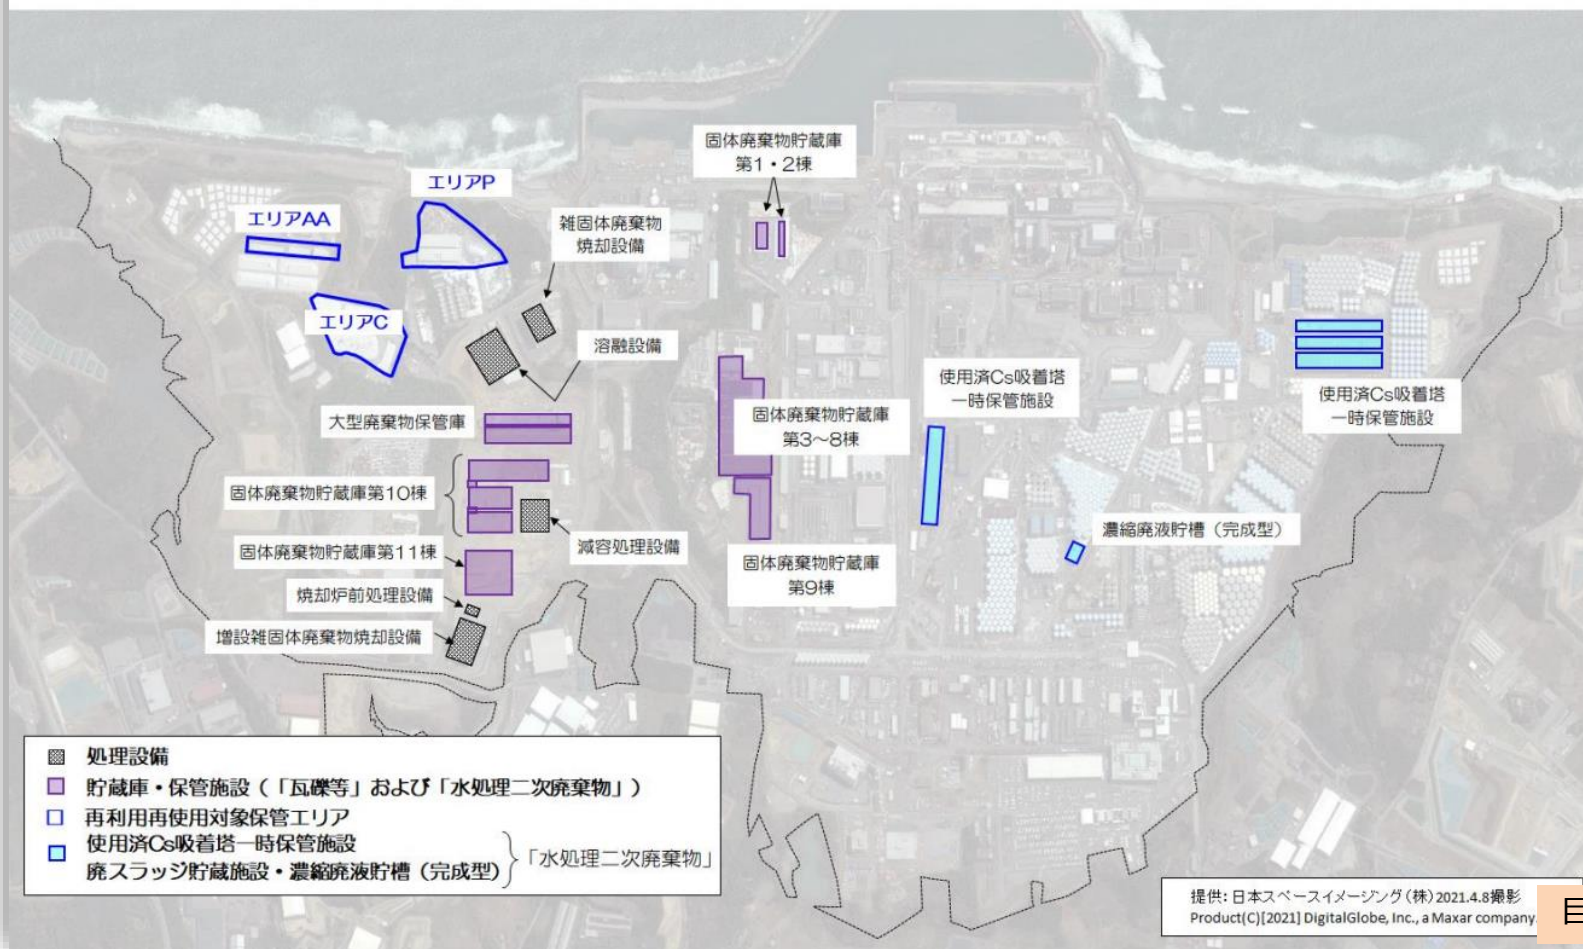 固体廃棄物貯蔵庫
第1・2棟
エリアP
エリアAA
雑固体廃棄物
焼却設備
エリアC
溶融設備
使用済Cs吸着塔
一時保管施設
使用済Cs吸着塔
一時保管施設
大型廃棄物保管庫
固体廃棄物貯蔵庫
第3~8棟
固体廃棄物貯蔵庫第10棟
濃縮廃液貯槽(完成型)
減容処理設備
固体廃棄物貯蔵庫第11棟
固体廃棄物貯蔵庫
第9棟
焼却炉前処理設備
増設雑固体廃棄物焼却設備
処理設備
貯蔵庫・保管施設(「瓦礫等」および「水処理二次廃棄物」)
再利用再使用対象保管エリア
使用済Cs吸着塔一時保管施設
廃スラッジ貯蔵施設・濃縮廃液貯槽(完成型)
「水処理二次廃棄物」
提供:日本スペースイメージング(株)2021.4.8撮影
Product(C)[2021] DigitalGlobe, Inc., a Maxar company.